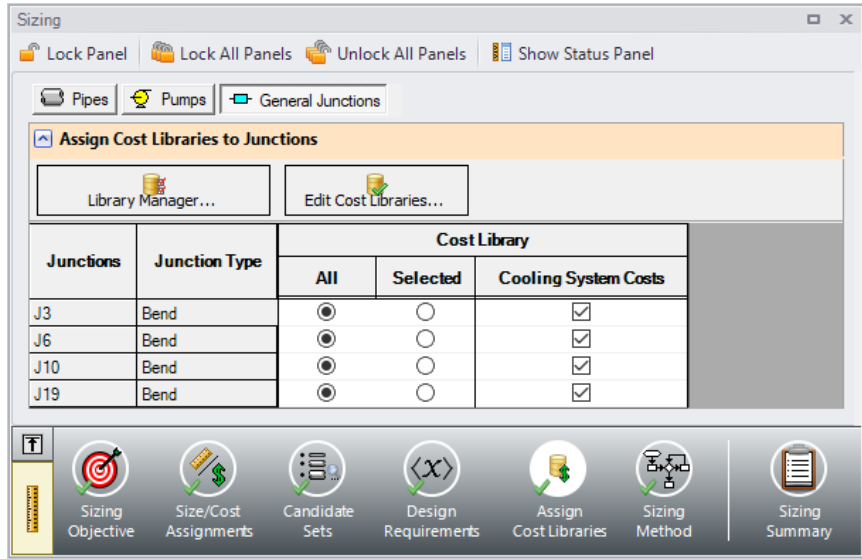 Sizing
Lock Panel Lock All Panels Unlock All Panels Show Status Panel
Pipes Pumps General Junctions
Assign Cost Libraries to Junctions
Library Manager... Edit Cost Libraries...
Cost Library
Junctions Junction Type All Selected Cooling System Costs
J3 Bend
J6 Bend
J10 Bend
J19 Bend
Sizing Size/Cost Candidate Design Assign Sizing Sizing
Objective Assignments Sets Requirements Cost Libraries Method Summary